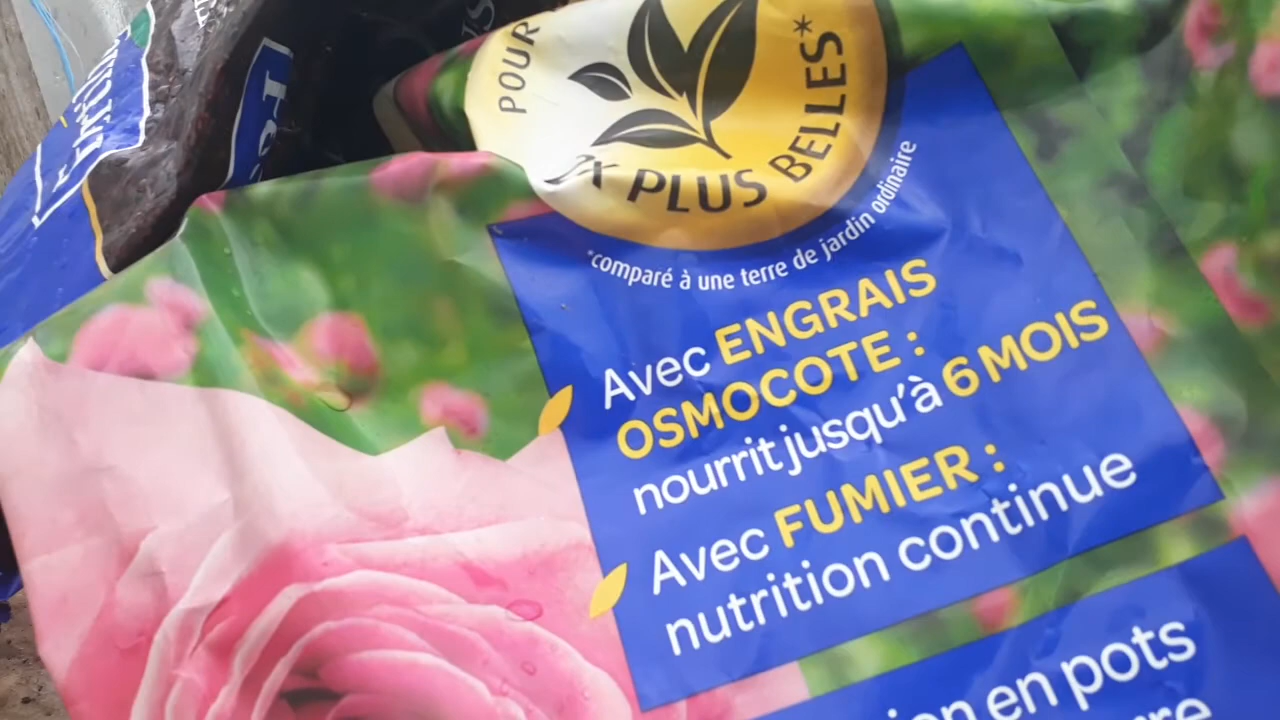 POUR
2X PLUS BELLES*
*comparé à une terre de jardin ordinaire
Avec ENGRAIS
OSMOCOTE :
nourrit jusqu'à 6 MOIS
Avec FUMIER :
nutrition continue
en pots